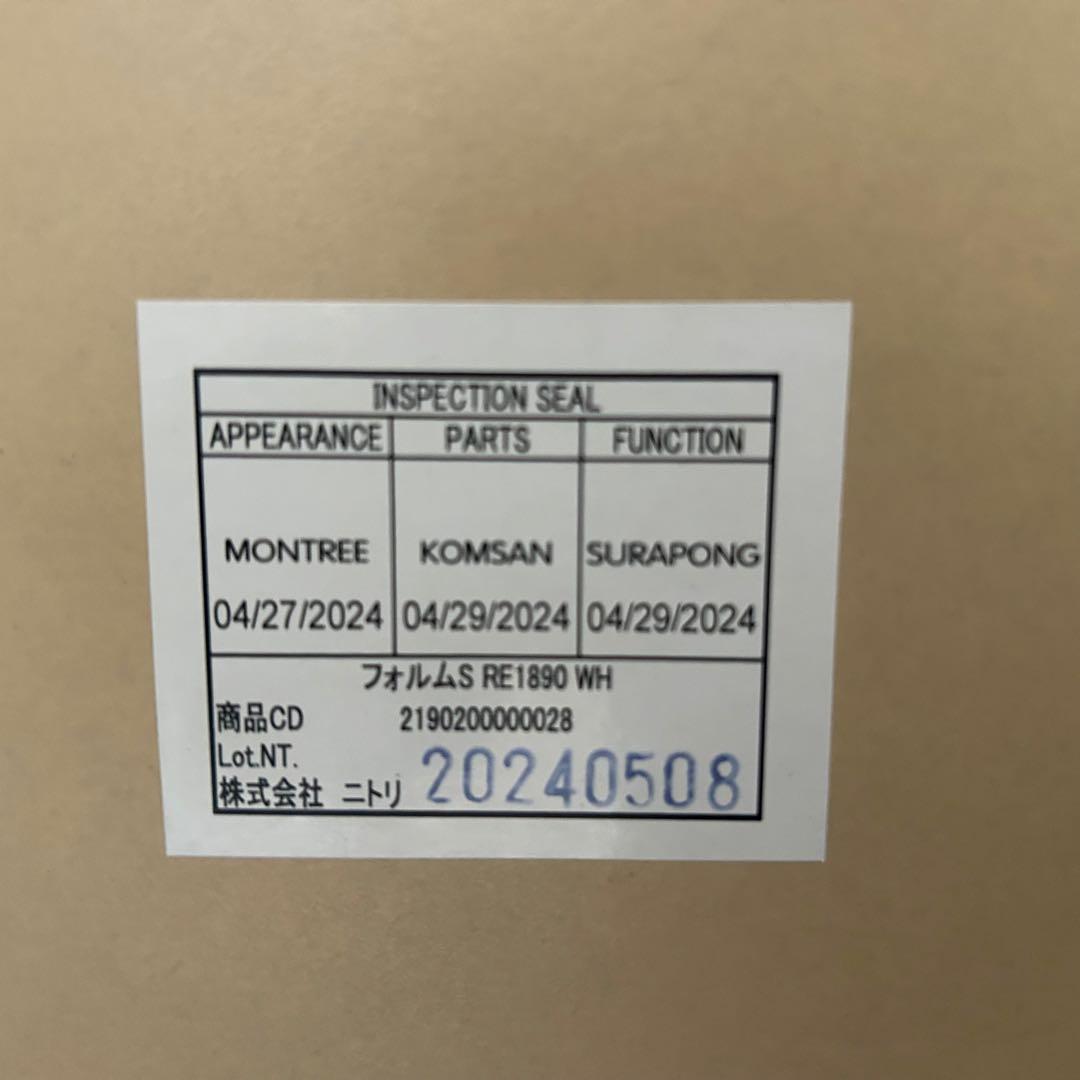 INSPECTION SEAL
APPEARANCE PARTS FUNCTION
MONTREE KOMSAN SURAPONG
04/27/2024 04/29/2024 04/29/2024
フォルムS RE1890 WH
商品CD 2190200000028
Lot.NT. 20240508
株式会社 ニトリ